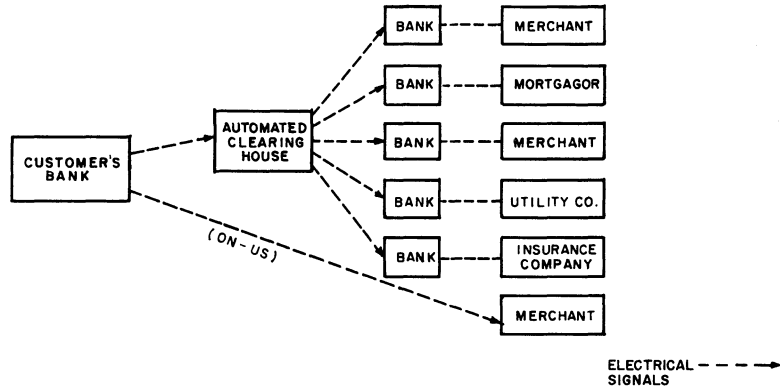 BANK
MERCHANT
BANK
MORTGAGOR
AUTOMATED
CLEARING
HOUSE
BANK
MERCHANT
CUSTOMER'S
BANK
BANK
UTILITY CO.
(ON-US)
BANK
INSURANCE
COMPANY
MERCHANT
ELECTRICAL
SIGNALS